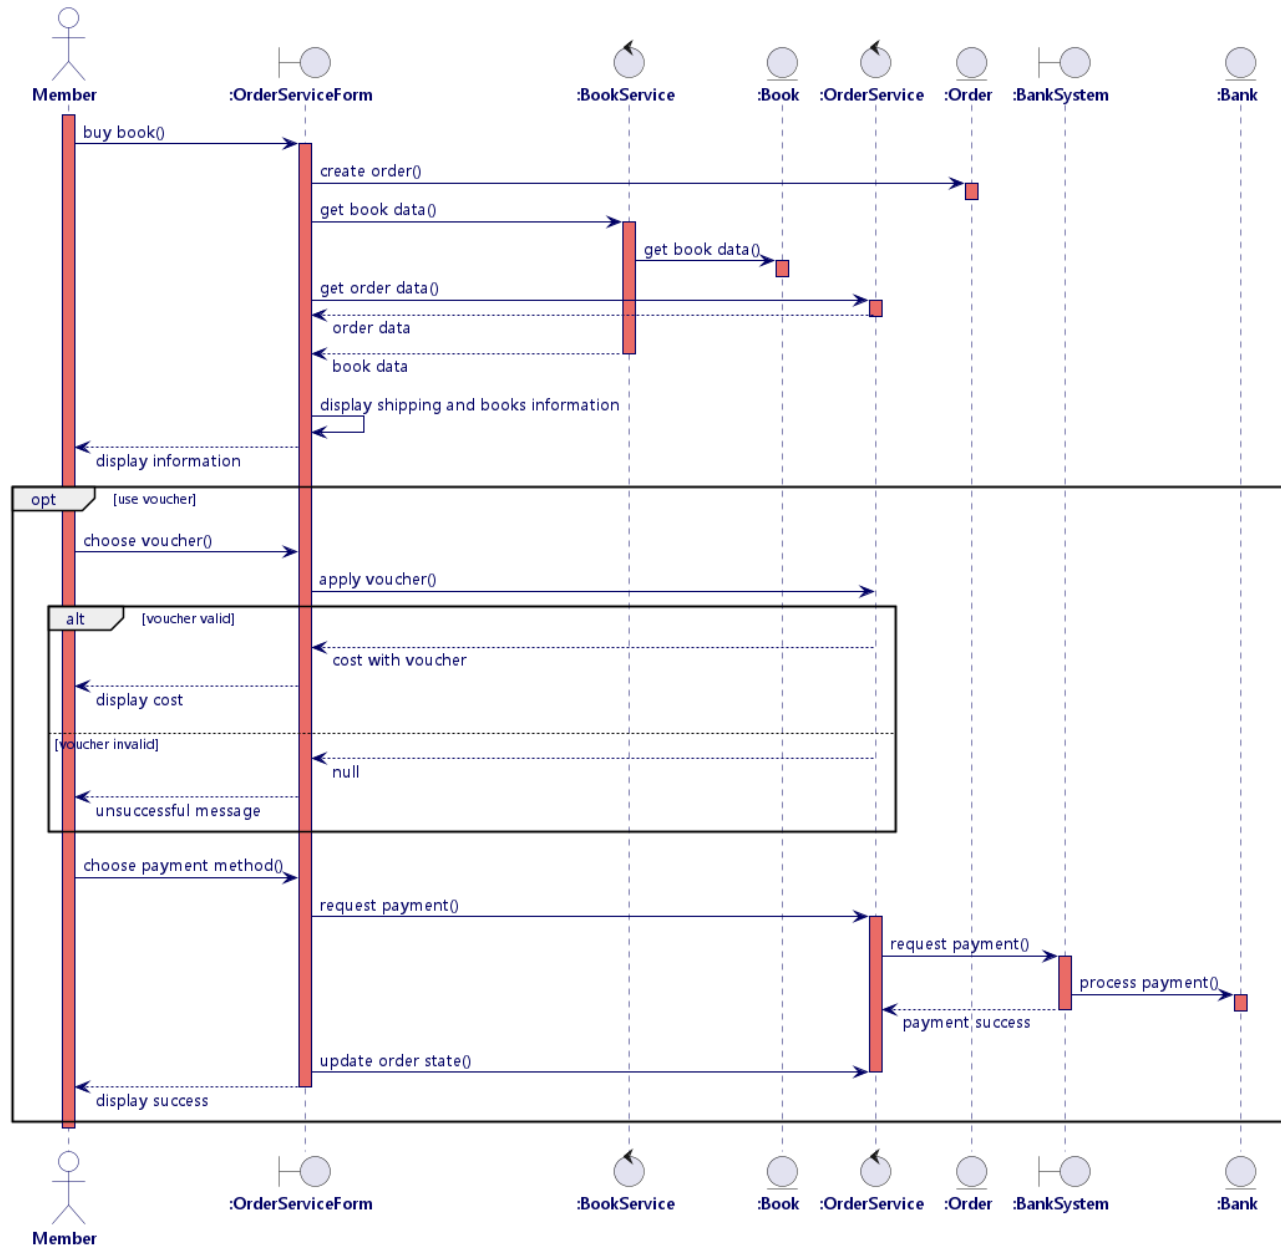 Member
:OrderServiceForm
:BookService
:Book
:OrderService
:Order
:BankSystem
:Bank
buy book()
create order()
get book data()
get book data()
get order data()
order data
book data
display shipping and books information
display information
opt
[use voucher]
choose voucher()
apply voucher()
alt
[voucher valid]
cost with voucher
display cost
[voucher invalid]
null
unsuccessful message
choose payment method()
request payment()
request payment()
process payment()
payment success
update order state()
display success
Member
:OrderServiceForm
:BookService
:Book
:OrderService
:Order
:BankSystem
:Bank